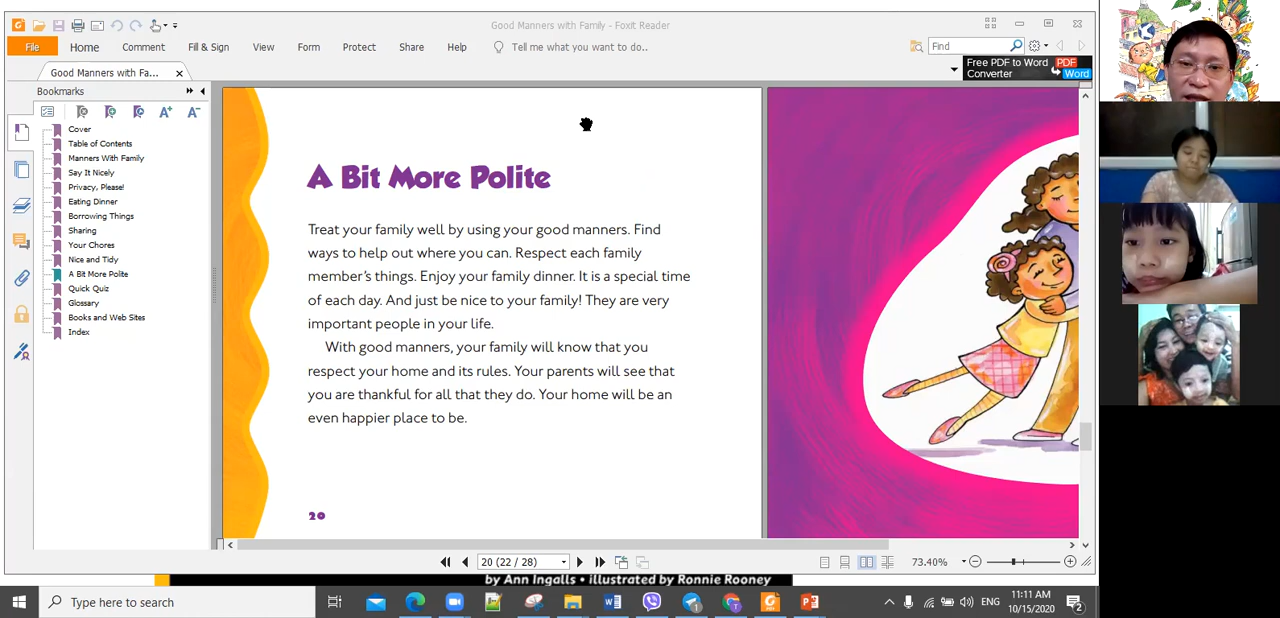 Good Manners with Family - Foxit Reader
File Home Comment Fill & Sign View Form Protect Share Help Tell me what you want to do.. Find
Good Manners with Fa... ×
Free PDF to Word
Converter
PDF
Word
Bookmarks
Cover
Table of Contents
Manners With Family
Say It Nicely
Privacy, Please!
Eating Dinner
Borrowing Things
Sharing
Your Chores
Nice and Tidy
A Bit More Polite
Quick Quiz
Glossary
Books and Web Sites
Index
A Bit More Polite
Treat your family well by using your good manners. Find
ways to help out where you can. Respect each family
member's things. Enjoy your family dinner. It is a special time
of each day. And just be nice to your family! They are very
important people in your life.
With good manners, your family will know that you
respect your home and its rules. Your parents will see that
you are thankful for all that they do. Your home will be an
even happier place to be.
20
20 (22 / 28)
73.40%
by Ann Ingalls • illustrated by Ronnie Rooney
Type here to search
ENG
11:11 AM
10/15/2020
2